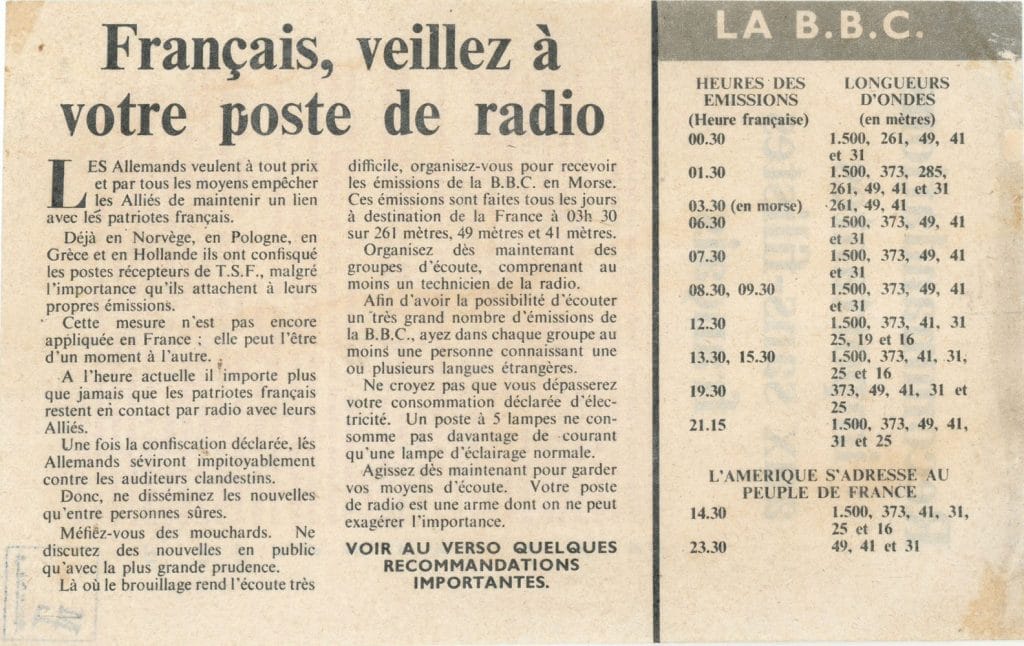 Français, veillez à
votre poste de radio
LES Allemands veulent à tout prix
et par tous les moyens empêcher
les Alliés de maintenir un lien
avec les patriotes français.
Déjà en Norvège, en Pologne, en
Grèce et en Hollande ils ont confisqué
les postes récepteurs de T.S.F., malgré
l'importance qu'ils attachent à leurs
propres émissions.
Cette mesure n'est pas encore
appliquée en France ; elle peut l'être
d'un moment à l'autre.
A l'heure actuelle il importe plus
que jamais que les patriotes français
restent en contact par radio avec leurs
Alliés.
Une fois la confiscation déclarée, les
Allemands séviront impitoyablement
contre les auditeurs clandestins.
Donc, ne disséminez les nouvelles
qu'entre personnes sûres.
Méfiez-vous des mouchards. Ne
discutez des nouvelles en public
qu'avec la plus grande prudence.
Là où le brouillage rend l'écoute très
difficile, organisez-vous pour recevoir
les émissions de la B.B.C. en Morse.
Ces émissions sont faites tous les jours
à destination de la France à 03h 30
sur 261 mètres, 49 mètres et 41 mètres.
Organisez dès maintenant des
groupes d'écoute, comprenant au
moins un technicien de la radio.
Afin d'avoir la possibilité d'écouter
un très grand nombre d'émissions de
la B.B.C., ayez dans chaque groupe au
moins une personne connaissant une
ou plusieurs langues étrangères.
Ne croyez pas que vous dépasserez
votre consommation déclarée d'élec-
tricité. Un poste à 5 lampes ne con-
somme pas davantage de courant
qu'une lampe d'éclairage normale.
Agissez dès maintenant pour garder
vos moyens d'écoute. Votre poste
de radio est une arme dont on ne peut
exagérer l'importance.
VOIR AU VERSO QUELQUES
RECOMMANDATIONS
IMPORTANTES.
LA B.B.C.
HEURES DES LONGUEURS
EMISSIONS D'ONDES
(Heure française) (en mètres)
00.30 1.500, 261, 49, 41
et 31
01.30 1.500, 373, 285,
261, 49, 41 et 31
03.30 (en morse) 261, 49, 41
06.30 1.500, 373, 49, 41
et 31
07.30 1.500, 373, 49, 41
et 31
08.30, 09.30 1.500, 373, 49, 41
et 31
12.30 1.500, 373, 41, 31
25, 19 et 16
13.30, 15.30 1.500, 373, 41, 31,
25 et 16
19.30 373, 49, 41, 31 et
25
21.15 1.500, 373, 49, 41,
31 et 25
L'AMERIQUE S'ADRESSE AU
PEUPLE DE FRANCE
14.30 1.500, 373, 41, 31,
25 et 16
23.30 49, 41 et 31